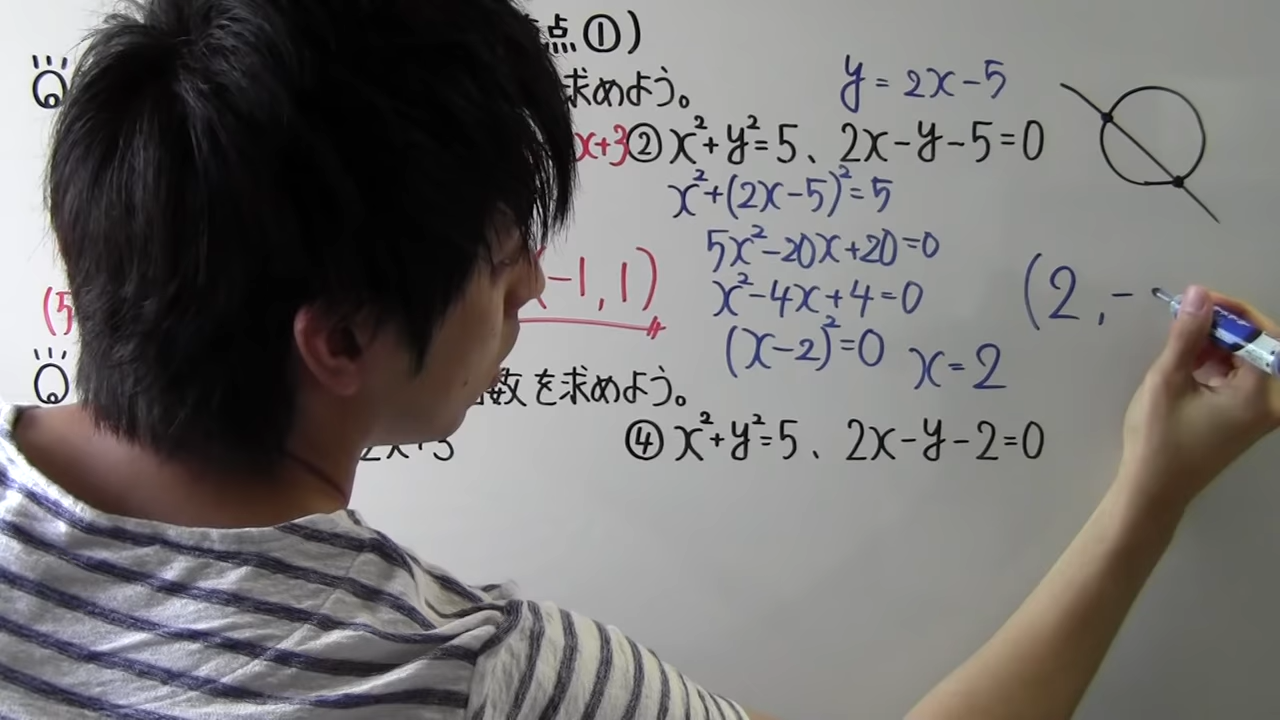 点①)
求めよう。
y=2x-5
x+3 ② x²+y²=5、2x-y-5=0
x²+(2x-5)²=5
5x²-20x+20=0
(-1,1)
x²-4x+4=0
(2,-
(5
(x-2)²=0 x=2
数を求めよう。
2x+5
④ x²+y²=5、2x-y-2=0